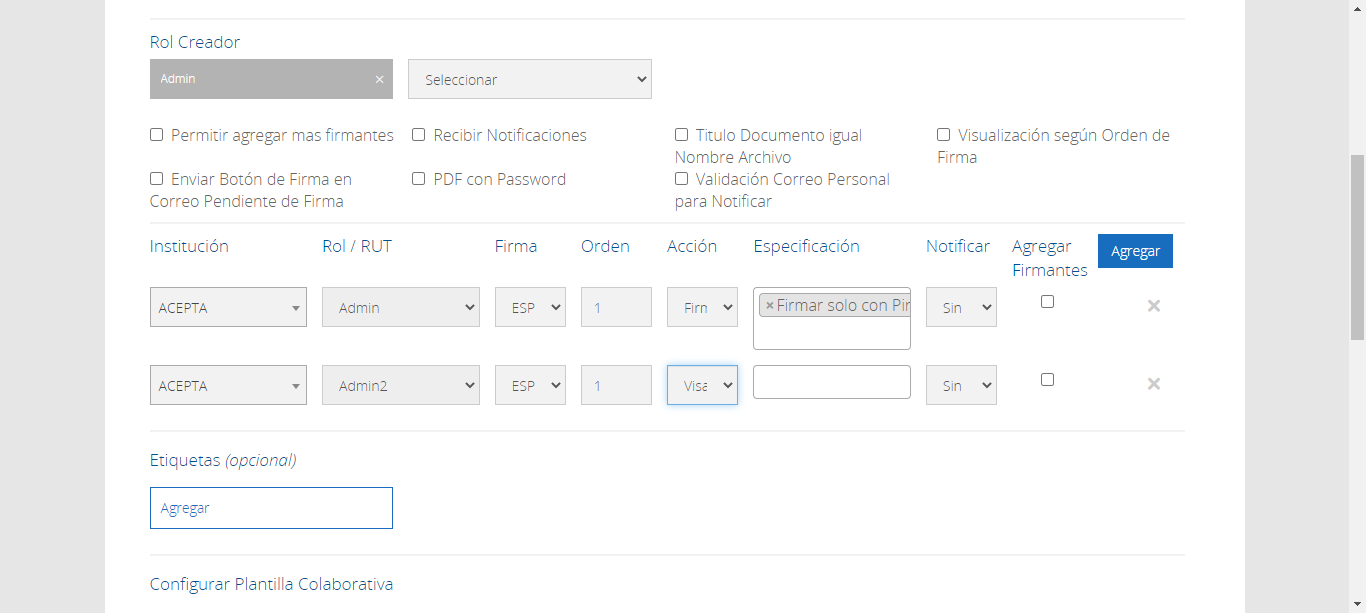 Rol Creador
Admin ×
Seleccionar
Permitir agregar mas firmantes
Recibir Notificaciones
Titulo Documento igual
Nombre Archivo
Visualización según Orden de
Firma
Enviar Botón de Firma en
Correo Pendiente de Firma
PDF con Password
Validación Correo Personal
para Notificar
Institución Rol / RUT Firma Orden Acción Especificación Notificar Agregar
Firmantes
Agregar
ACEPTA Admin ESP 1 Firm ×Firmar solo con Pin Sin ×
ACEPTA Admin2 ESP 1 Visa Sin ×
Etiquetas (opcional)
Agregar
Configurar Plantilla Colaborativa